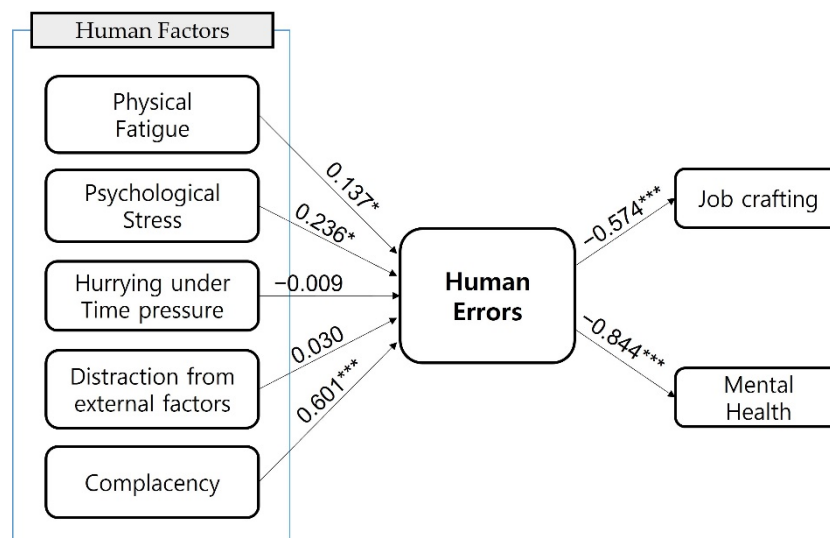 Human Factors
Physical
Fatigue
0.137*
Psychological
Stress
0.236*
Hurrying under
Time pressure
−0.009
Distraction from
external factors
0.030
Complacency
0.601***
Human
Errors
−0.574***
Job crafting
−0.844***
Mental
Health